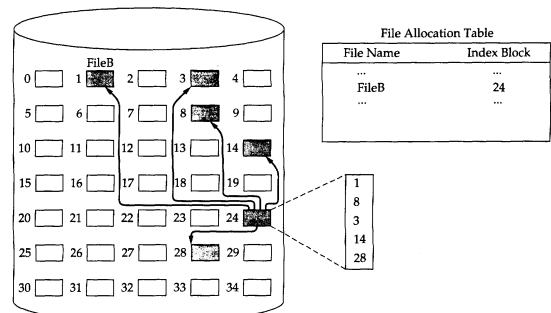 File Allocation Table
File Name Index Block
... ...
FileB 24
... ...
FileB
0 1 2 3 4
5 6 7 8 9
10 11 12 13 14
15 16 17 18 19
20 21 22 23 24
25 26 27 28 29
30 31 32 33 34
1
8
3
14
28